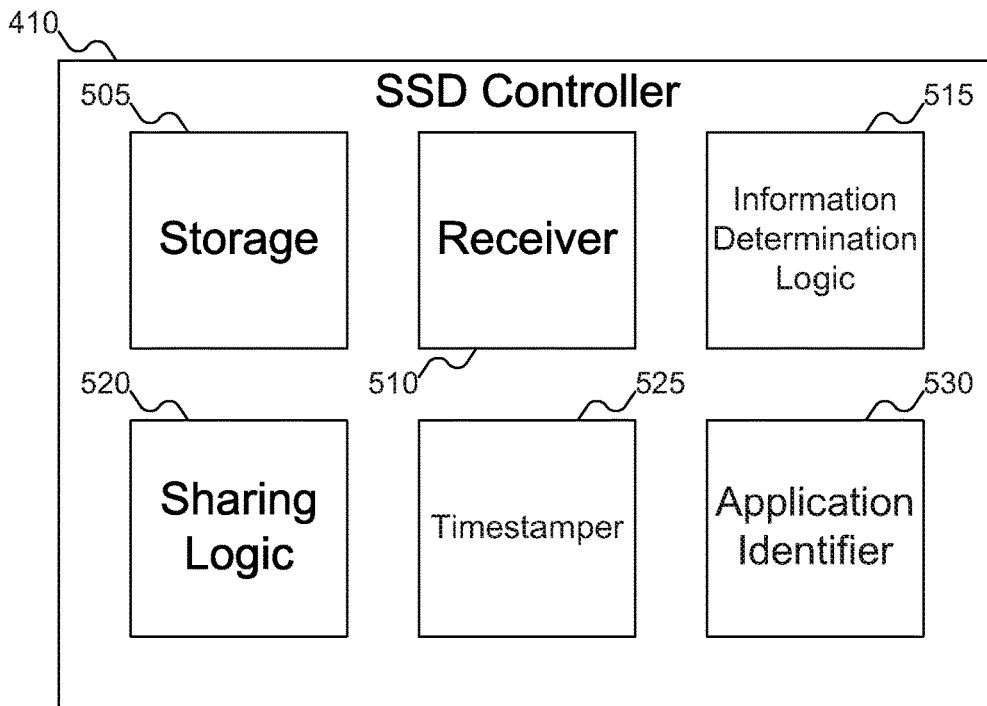 410
SSD Controller
505
515
Storage
Receiver
Information
Determination
Logic
520
510
525
530
Sharing
Logic
Timestamper
Application
Identifier